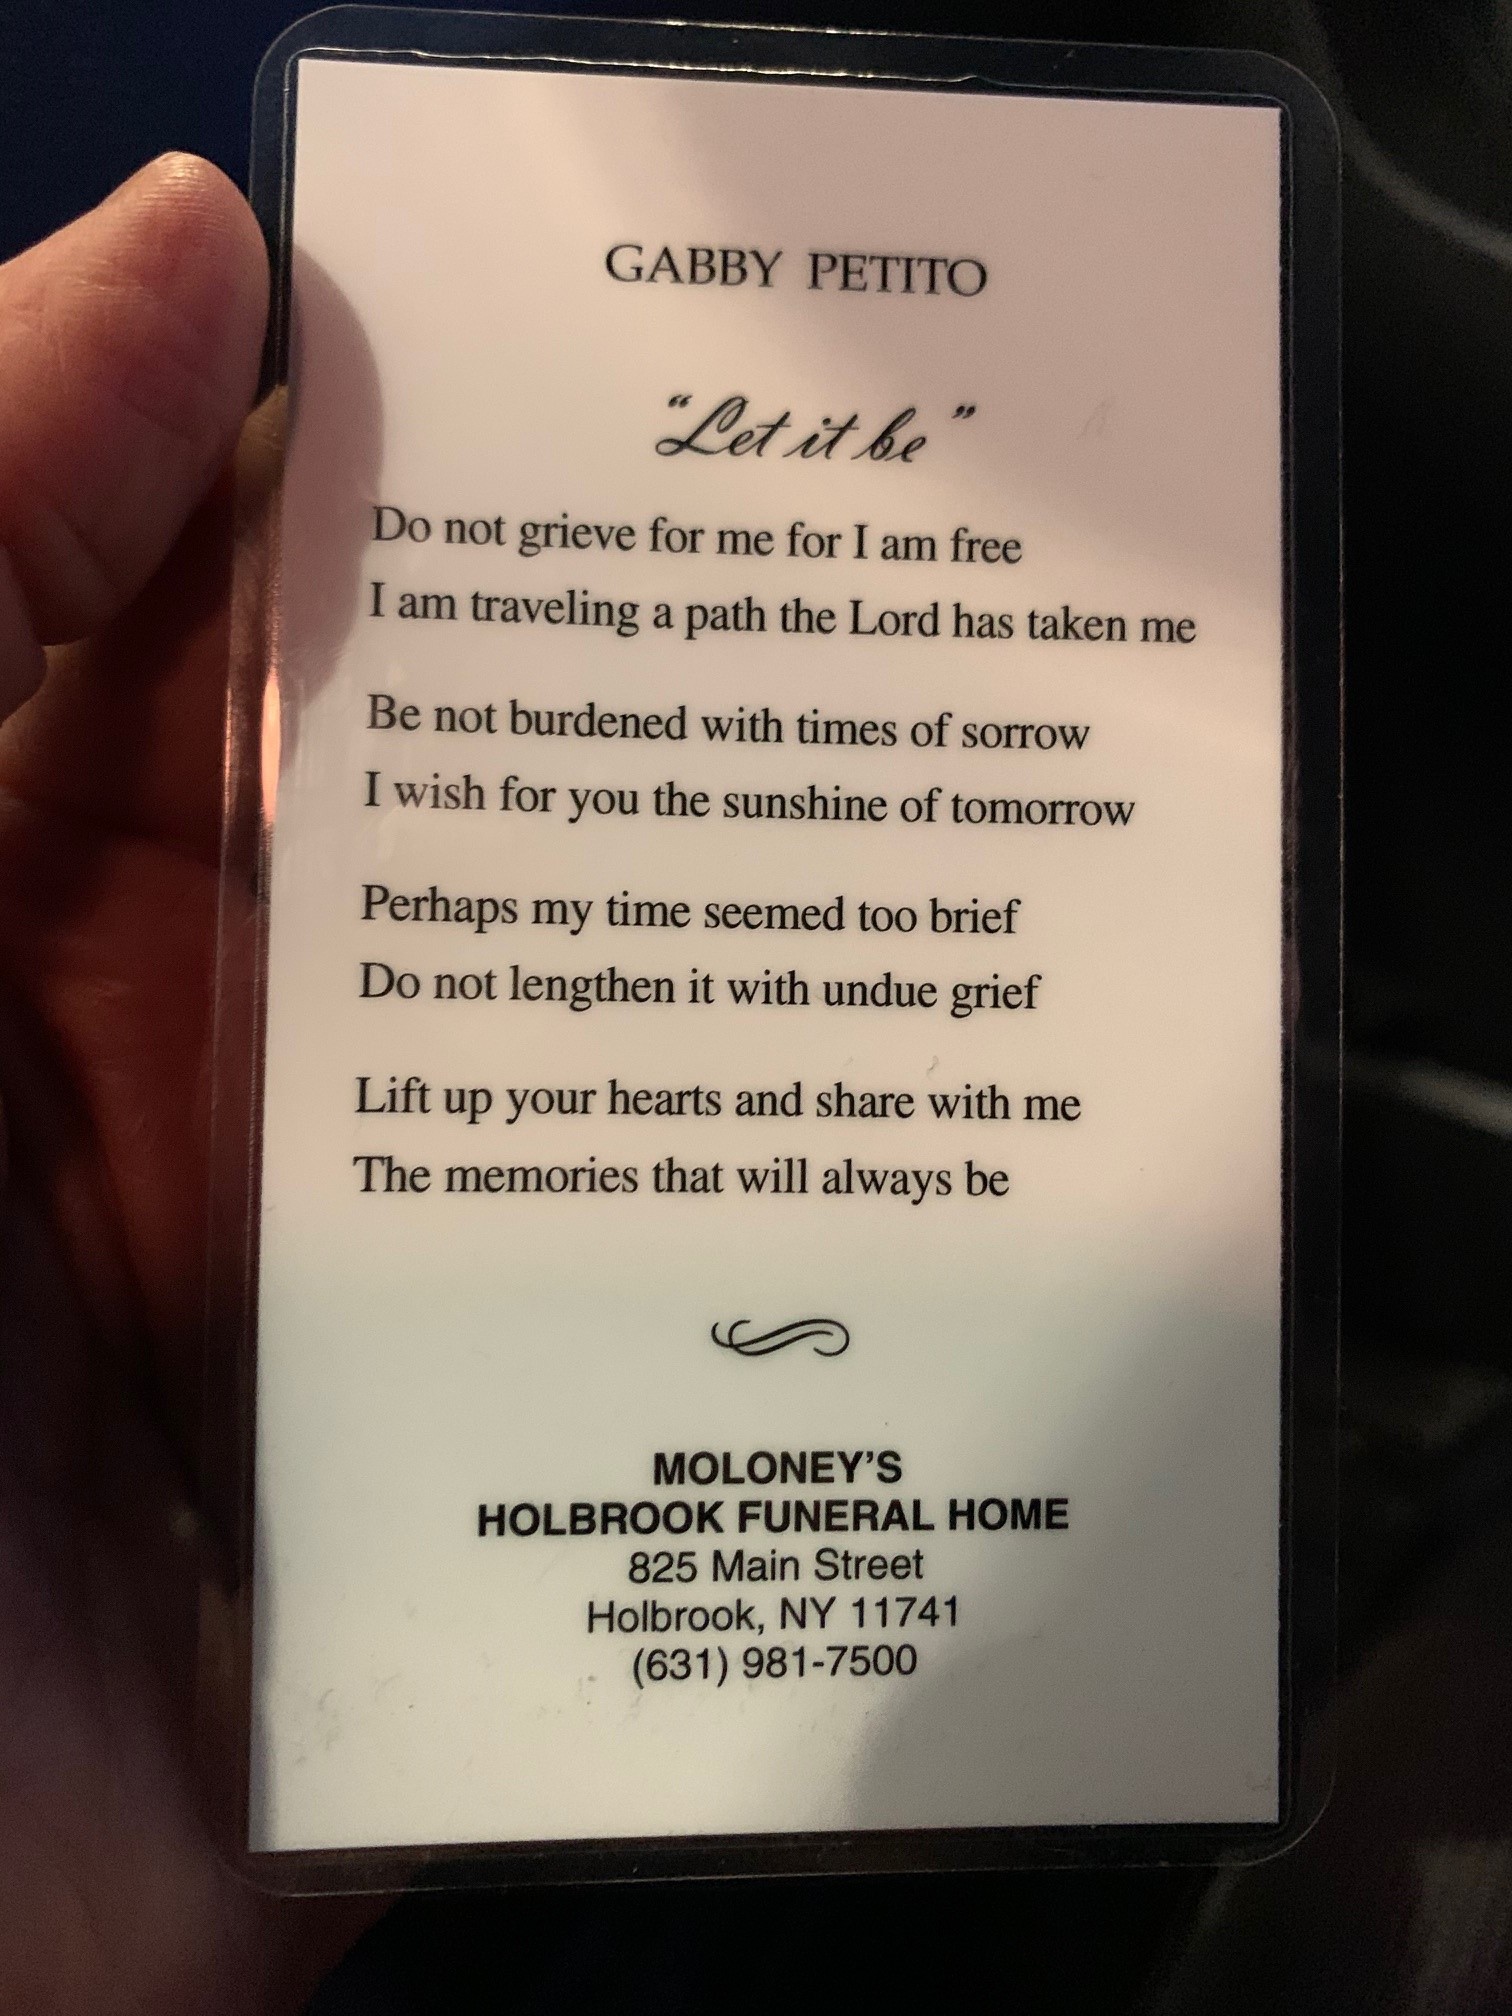 GABBY PETITO
“Let it be”
Do not grieve for me for I am free
I am traveling a path the Lord has taken me
Be not burdened with times of sorrow
I wish for you the sunshine of tomorrow
Perhaps my time seemed too brief
Do not lengthen it with undue grief
Lift up your hearts and share with me
The memories that will always be
MOLONEY’S
HOLBROOK FUNERAL HOME
825 Main Street
Holbrook, NY 11741
(631) 981-7500